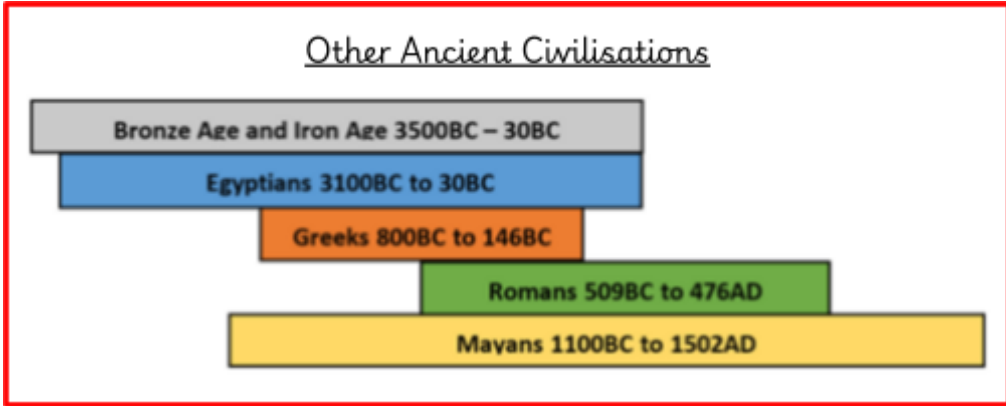 Other Ancient Civilisations
Bronze Age and Iron Age 3500BC – 30BC
Egyptians 3100BC to 30BC
Greeks 800BC to 146BC
Romans 509BC to 476AD
Mayans 1100BC to 1502AD